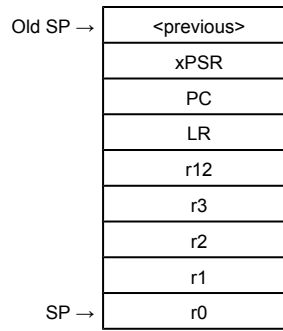 Old SP → <previous>
xPSR
PC
LR
r12
r3
r2
r1
SP → r0